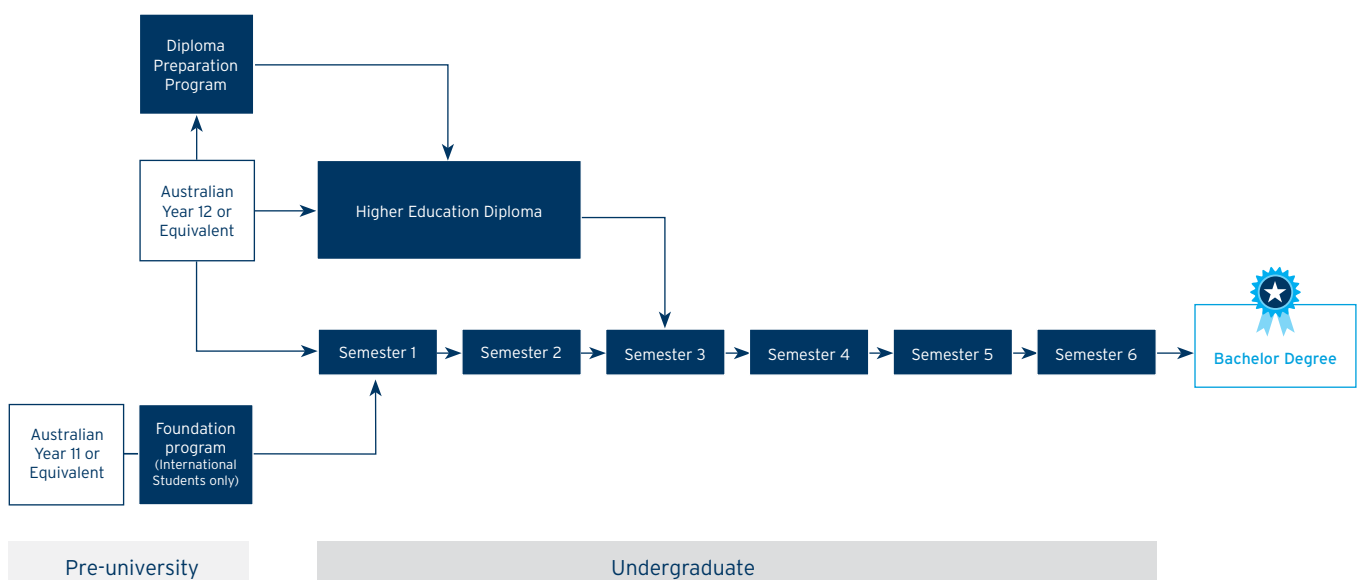 Diploma
Preparation
Program
Australian
Year 12 or
Equivalent
Higher Education Diploma
Semester 1
Semester 2
Semester 3
Semester 4
Semester 5
Semester 6
Bachelor Degree
Australian
Year 11 or
Equivalent
Foundation
program
(International
Students only)
Pre-university
Undergraduate